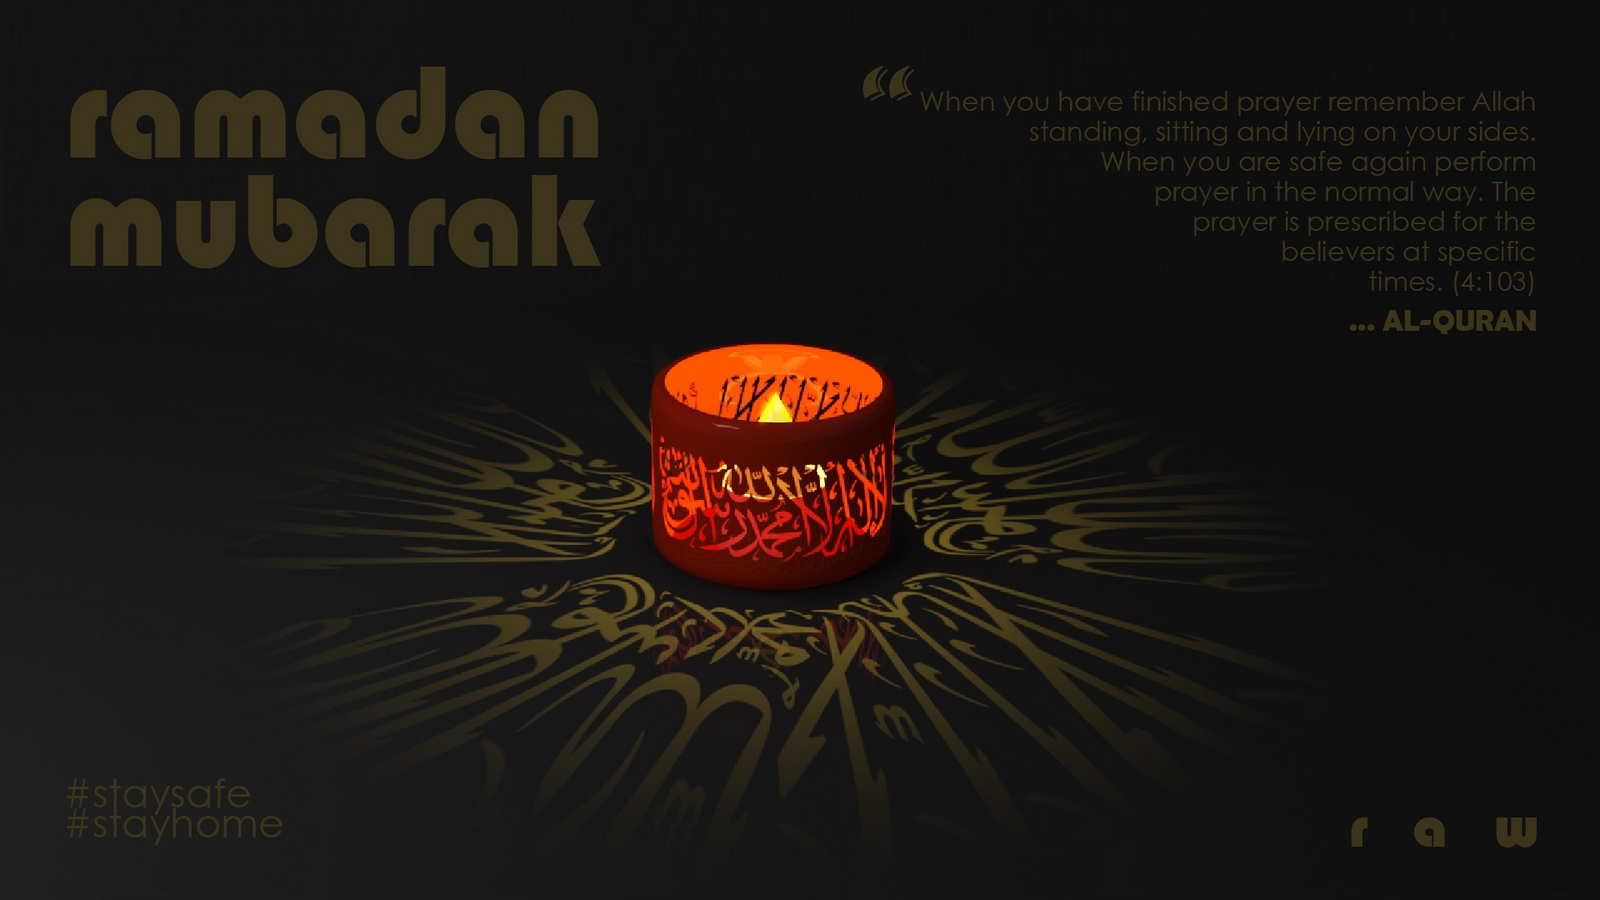 ramadan
mubarak
“ When you have finished prayer remember Allah
standing, sitting and lying on your sides.
When you are safe again perform
prayer in the normal way. The
prayer is prescribed for the
believers at specific
times. (4:103)
... AL-QURAN
لا اله الا الله
محمد رسول الله
#staysafe
#stayhome
r a w